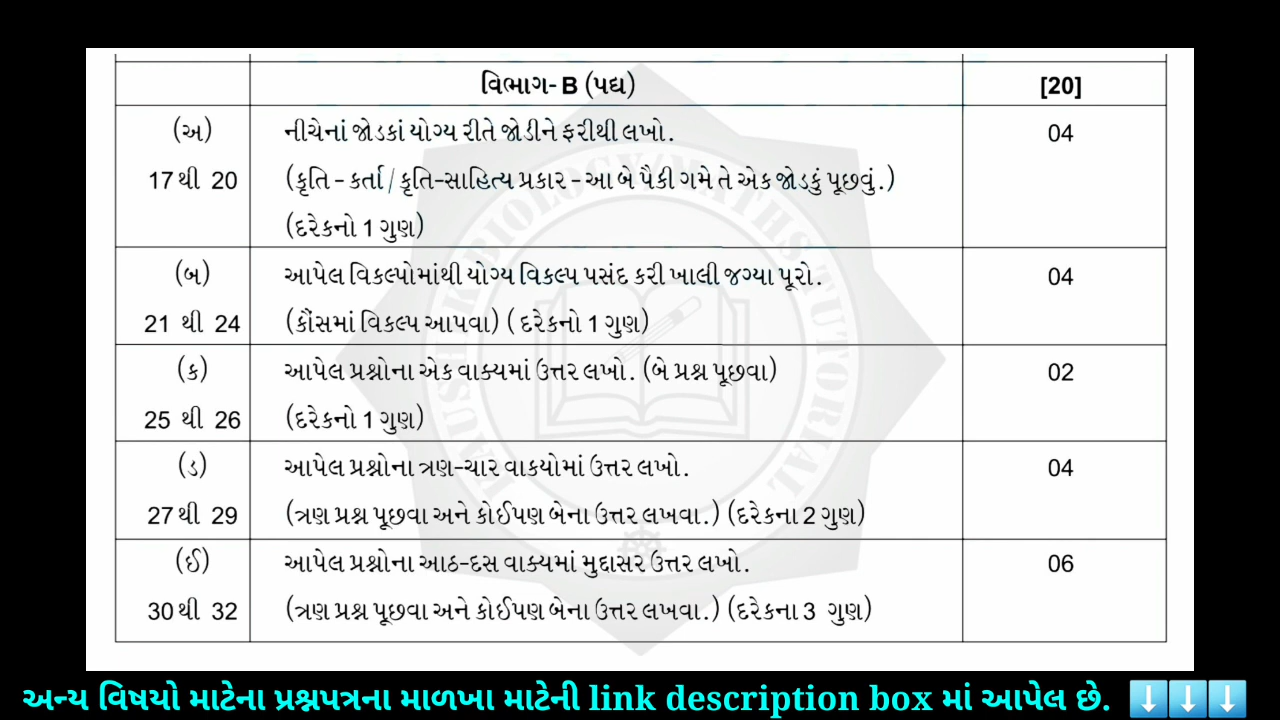 વિભાગ- B (પદ્ય) [20]
(અ) નીચેનાં જોડકાં યોગ્ય રીતે જોડીને ફરીથી લખો. 04
17થી 20 (કૃતિ - કર્તા / કૃતિ-સાહિત્ય પ્રકાર - આ બે પૈકી ગમે તે એક જોડકું પૂછવું.)
(દરેકનો 1 ગુણ)
(બ) આપેલ વિકલ્પોમાંથી યોગ્ય વિકલ્પ પસંદ કરી ખાલી જગ્યા પૂરો. 04
21 થી 24 (કૌંસમાં વિકલ્પ આપવા) ( દરેકનો 1 ગુણ)
(ક) આપેલ પ્રશ્નોના એક વાક્યમાં ઉત્તર લખો. (બે પ્રશ્ન પૂછવા) 02
25 થી 26 (દરેકનો 1 ગુણ)
(ડ) આપેલ પ્રશ્નોના ત્રણ-ચાર વાકયોમાં ઉત્તર લખો. 04
27થી 29 (ત્રણ પ્રશ્ન પૂછવા અને કોઈપણ બેના ઉત્તર લખવા.) (દરેકના 2 ગુણ)
(ઈ) આપેલ પ્રશ્નોના આઠ-દસ વાક્યમાં મુદ્દાસર ઉત્તર લખો. 06
30થી 32 (ત્રણ પ્રશ્ન પૂછવા અને કોઈપણ બેના ઉત્તર લખવા.) (દરેકના 3 ગુણ)
અન્ય વિષયો માટેના પ્રશ્નપત્રના માળખા માટેની link description box માં આપેલ છે. ⬇️⬇️⬇️